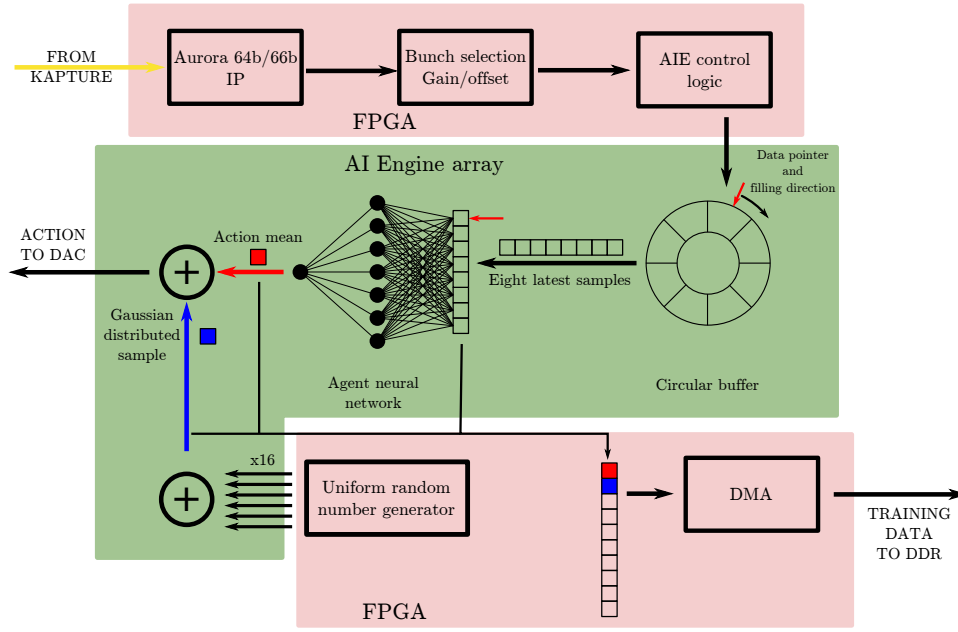 FROM
KAPTURE
Aurora 64b/66b
IP
Bunch selection
Gain/offset
AIE control
logic
FPGA
AI Engine array
Data pointer
and
filling direction
ACTION
TO DAC
Action mean
Eight latest samples
Gaussian
distributed
sample
Agent neural
network
Circular buffer
x16
Uniform random
number generator
DMA
TRAINING
DATA
TO DDR
FPGA